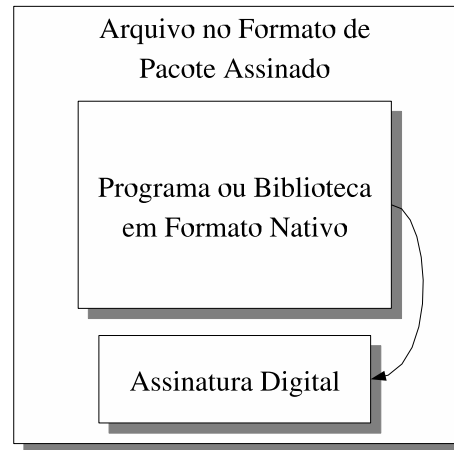 Arquivo no Formato de
Pacote Assinado
Programa ou Biblioteca
em Formato Nativo
Assinatura Digital